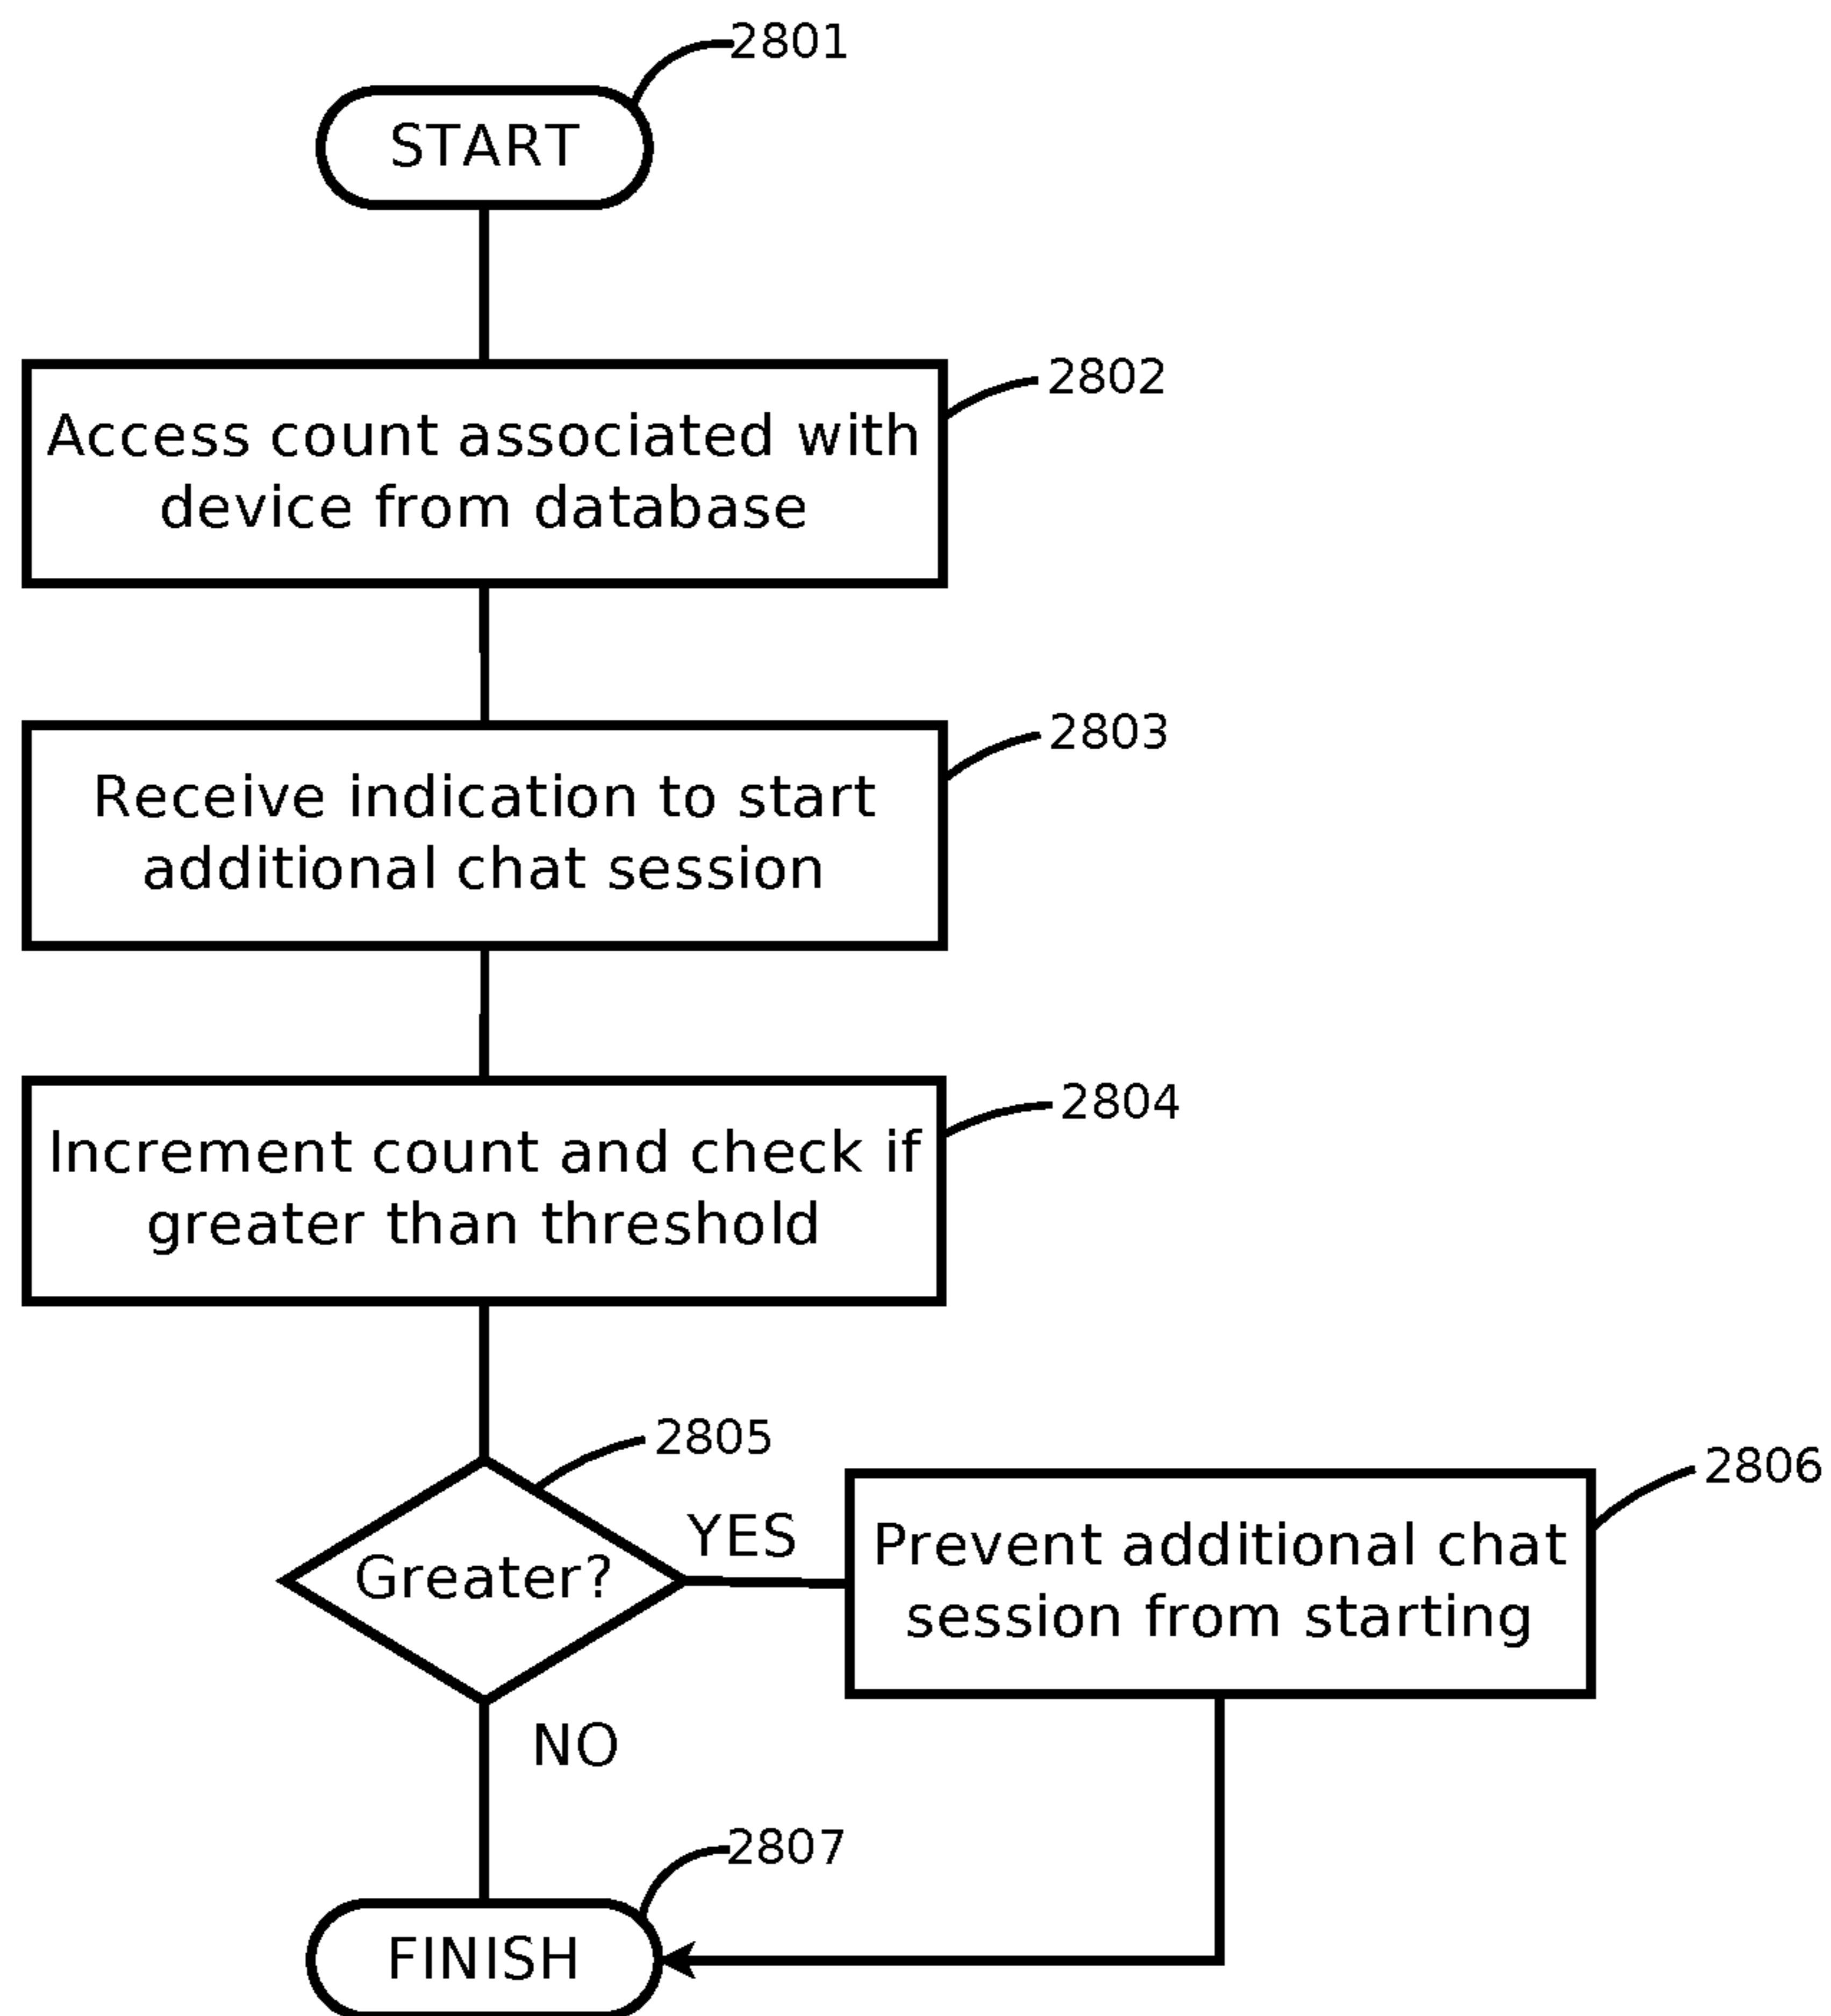 2801
START
2802
Access count associated with
device from database
2803
Receive indication to start
additional chat session
2804
Increment count and check if
greater than threshold
2805
Greater?
YES
2806
Prevent additional chat
session from starting
NO
2807
FINISH